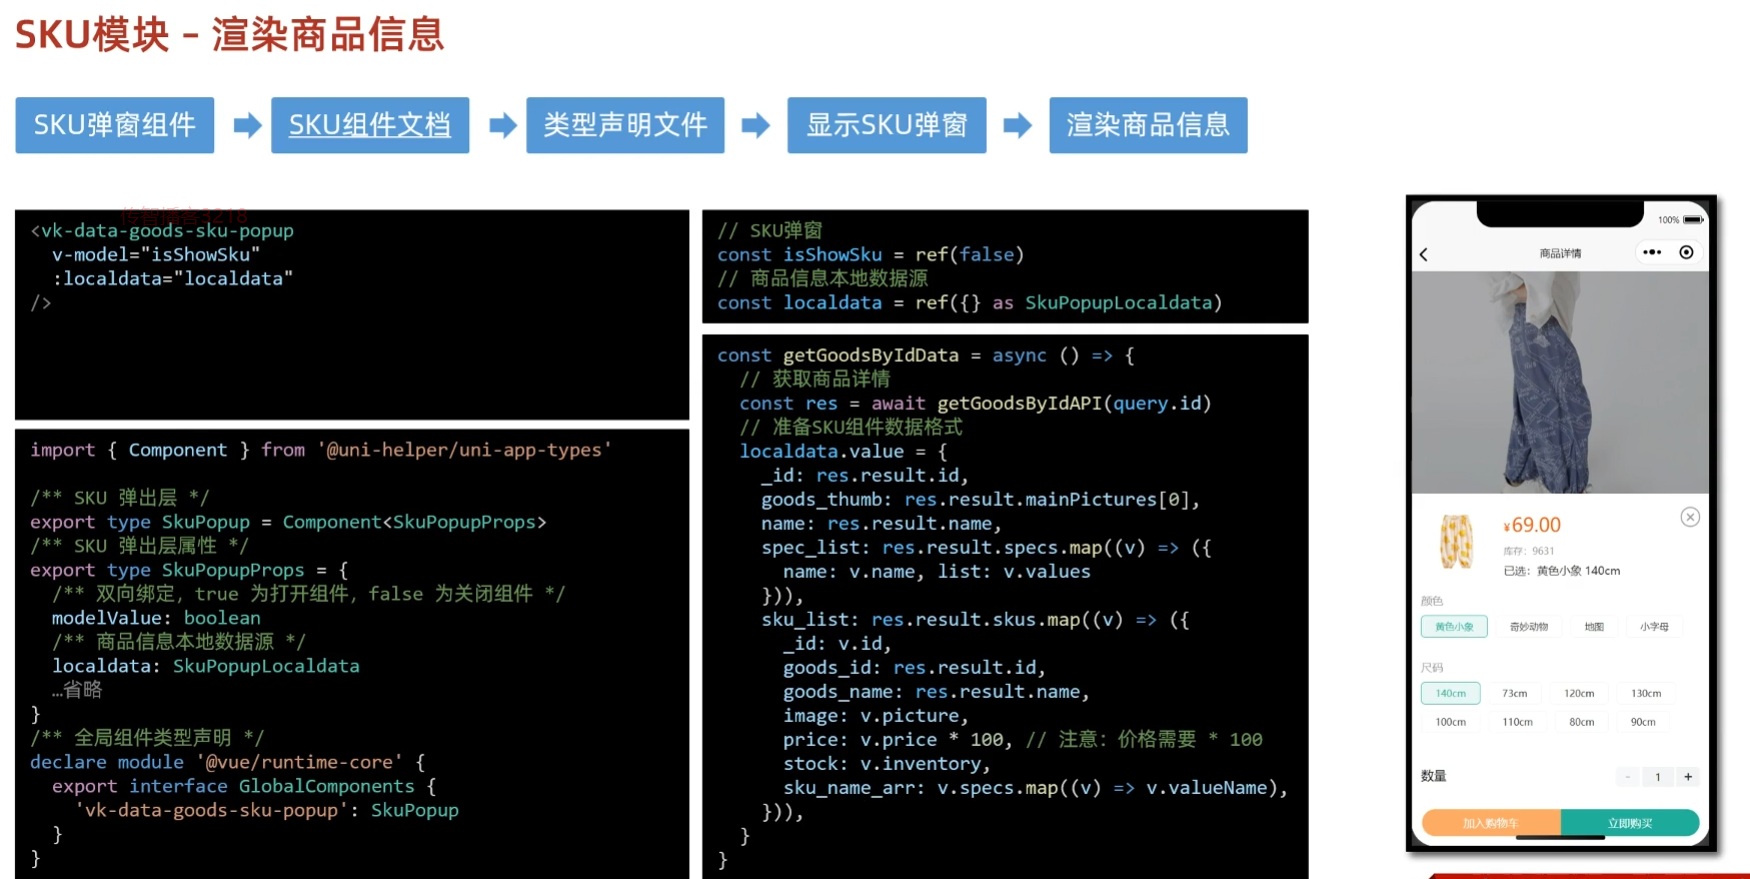 SKU模块 – 渲染商品信息
SKU弹窗组件
SKU组件文档
类型声明文件
显示SKU弹窗
渲染商品信息
传智播客3218
<vk-data-goods-sku-popup
  v-model="isShowSku"
  :localdata="localdata"
/>
import { Component } from '@uni-helper/uni-app-types'
/** SKU 弹出层 */
export type SkuPopup = Component<SkuPopupProps>
/** SKU 弹出层属性 */
export type SkuPopupProps = {
  /** 双向绑定，true 为打开组件，false 为关闭组件 */
  modelValue: boolean
  /** 商品信息本地数据源 */
  localdata: SkuPopupLocaldata
  …省略
}
/** 全局组件类型声明 */
declare module '@vue/runtime-core' {
  export interface GlobalComponents {
    'vk-data-goods-sku-popup': SkuPopup
  }
}
// SKU弹窗
const isShowSku = ref(false)
// 商品信息本地数据源
const localdata = ref({} as SkuPopupLocaldata)
const getGoodsByIdData = async () => {
  // 获取商品详情
  const res = await getGoodsByIdAPI(query.id)
  // 准备SKU组件数据格式
  localdata.value = {
    _id: res.result.id,
    goods_thumb: res.result.mainPictures[0],
    name: res.result.name,
    spec_list: res.result.specs.map((v) => ({
      name: v.name, list: v.values
    })),
    sku_list: res.result.skus.map((v) => ({
      _id: v.id,
      goods_id: res.result.id,
      goods_name: res.result.name,
      image: v.picture,
      price: v.price * 100, // 注意：价格需要 * 100
      stock: v.inventory,
      sku_name_arr: v.specs.map((v) => v.valueName),
    })),
  }
}
100%
商品详情
¥69.00
库存：9631
已选：黄色小象 140cm
颜色
黄色小象 奇妙动物 地图 小字母
尺码
140cm 73cm 120cm 130cm
100cm 110cm 80cm 90cm
数量 - 1 +
加入购物车 立即购买